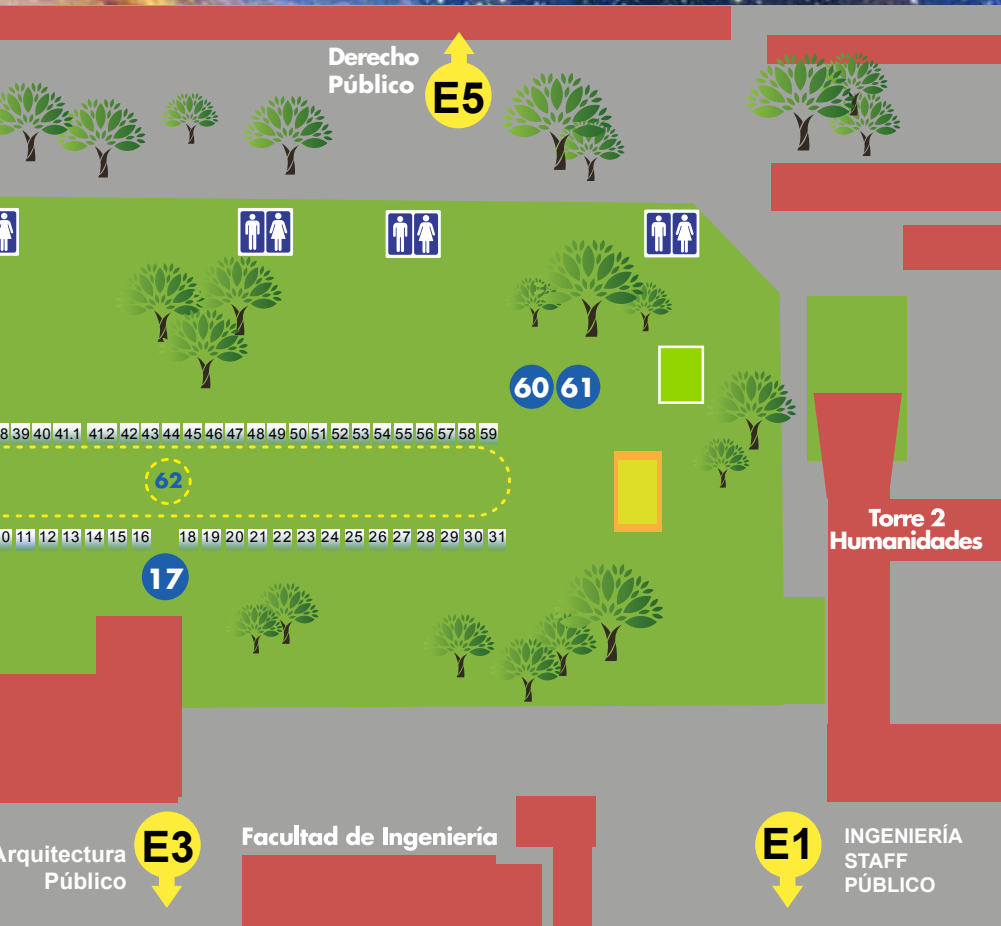 Derecho
Público
E5
60 61
8 39 40 41.1 41.2 42 43 44 45 46 47 48 49 50 51 52 53 54 55 56 57 58 59
62
0 11 12 13 14 15 16 18 19 20 21 22 23 24 25 26 27 28 29 30 31
17
Torre 2
Humanidades
Arquitectura
Público
E3
Facultad de Ingeniería
E1
INGENIERÍA
STAFF
PÚBLICO